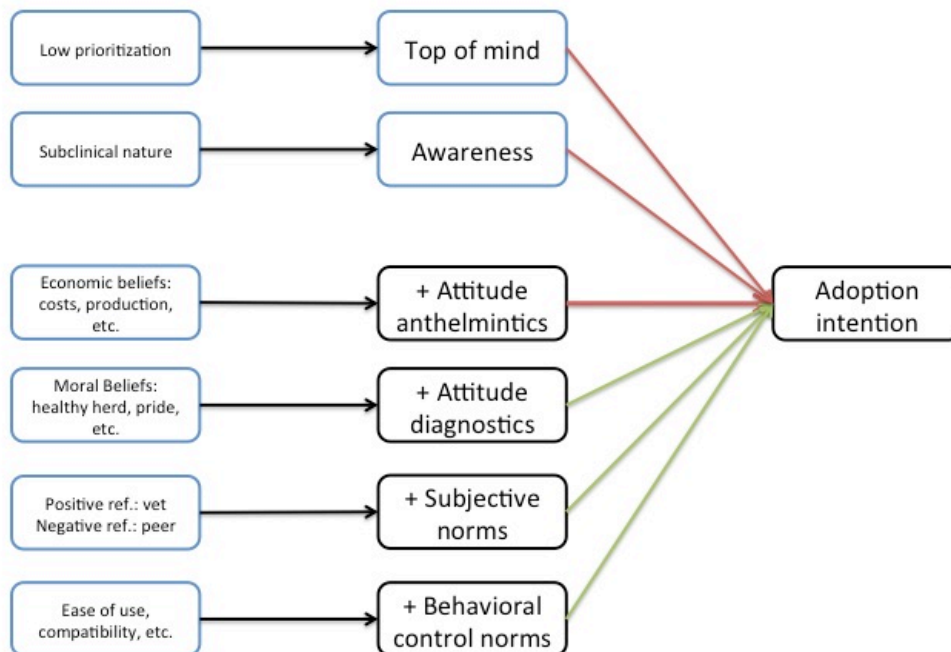 Low prioritization
Top of mind
Subclinical nature
Awareness
Economic beliefs:
costs, production,
etc.
+ Attitude
anthelmintics
Adoption
intention
Moral Beliefs:
healthy herd, pride,
etc.
+ Attitude
diagnostics
Positive ref.: vet
Negative ref.: peer
+ Subjective
norms
Ease of use,
compatibility, etc.
+ Behavioral
control norms